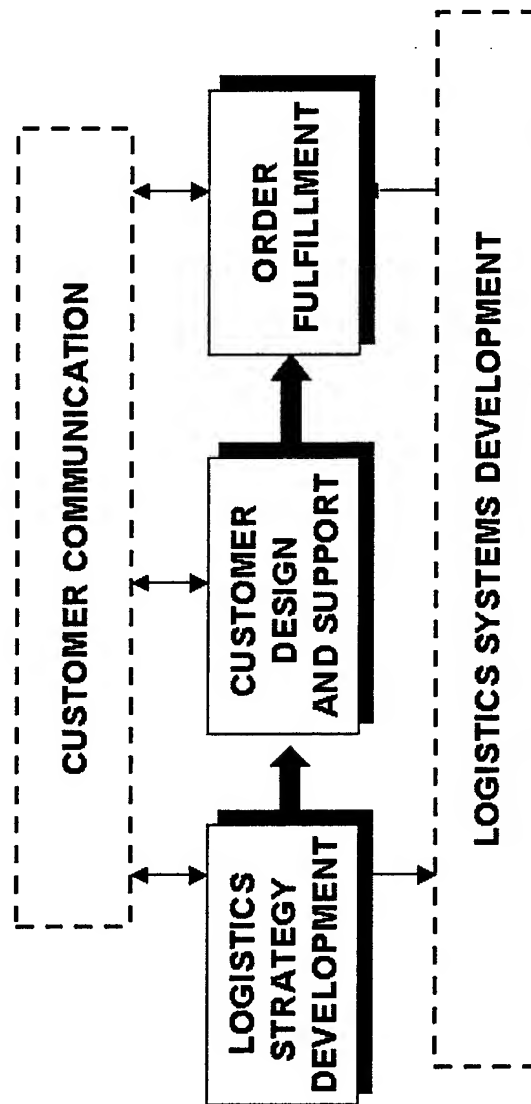 CUSTOMER COMMUNICATION
LOGISTICS
STRATEGY
DEVELOPMENT
CUSTOMER
DESIGN
AND SUPPORT
ORDER
FULFILLMENT
LOGISTICS SYSTEMS DEVELOPMENT